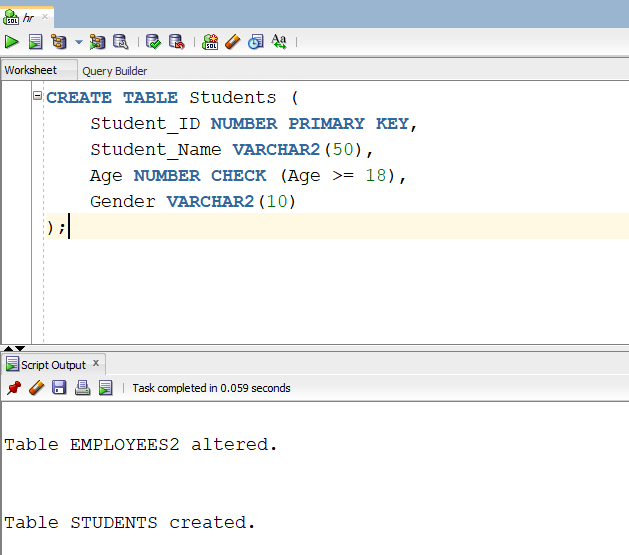 hr
Worksheet Query Builder
CREATE TABLE Students (
    Student_ID NUMBER PRIMARY KEY,
    Student_Name VARCHAR2(50),
    Age NUMBER CHECK (Age >= 18),
    Gender VARCHAR2(10)
);
Script Output x
Task completed in 0.059 seconds
Table EMPLOYEES2 altered.
Table STUDENTS created.